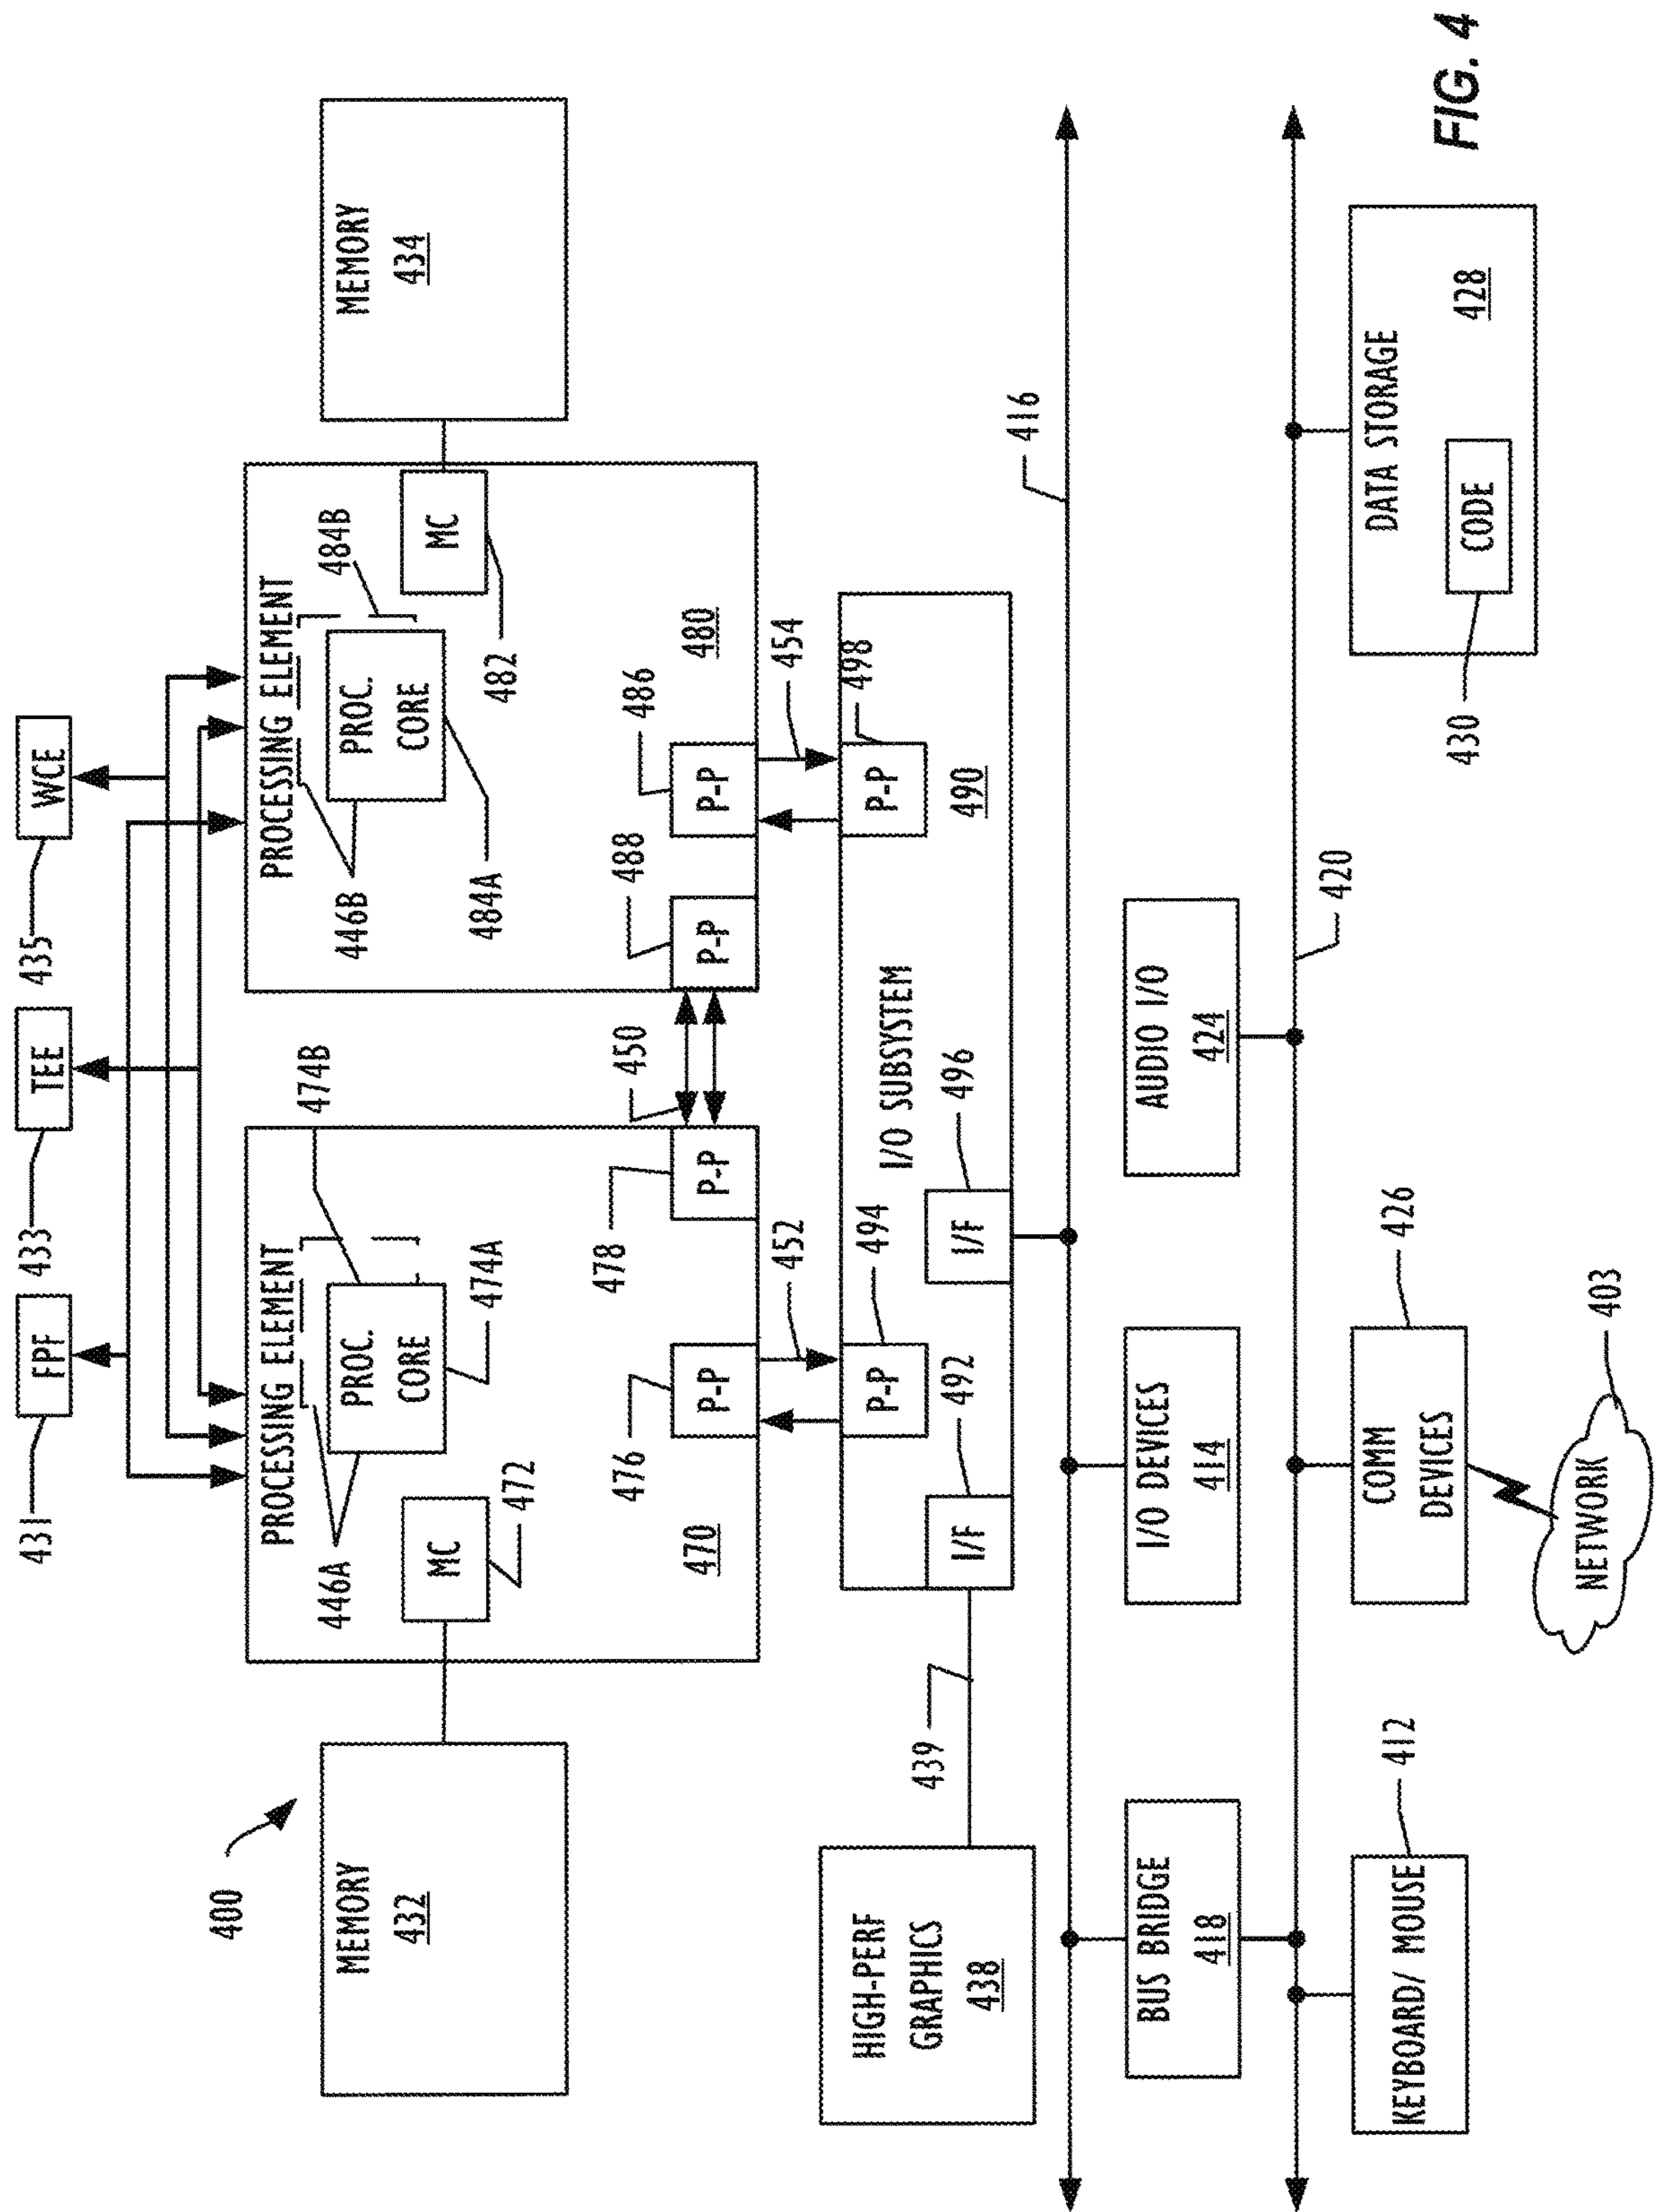 431
FPF
433
TEE
435
WCE
400
MEMORY
432
PROCESSING ELEMENT
446A
PROC.
CORE
474B
474A
MC
472
470
476
P-P
478
P-P
450
PROCESSING ELEMENT
446B
PROC.
CORE
484B
484A
MC
482
480
488
P-P
486
P-P
MEMORY
434
452
454
HIGH-PERF
GRAPHICS
438
439
I/O SUBSYSTEM
490
P-P
494
P-P
498
I/F
492
I/F
496
416
BUS BRIDGE
418
I/O DEVICES
414
AUDIO I/O
424
420
KEYBOARD/ MOUSE
412
COMM
DEVICES
426
NETWORK
403
DATA STORAGE
428
CODE
430
FIG. 4